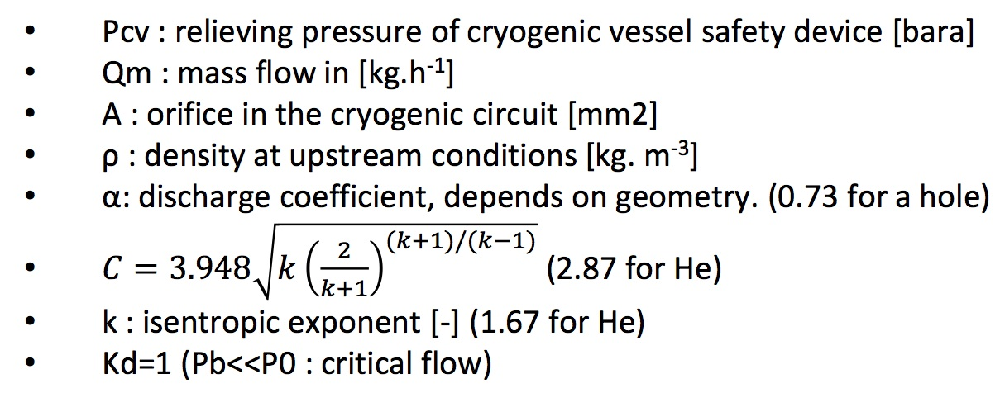 • Pcv : relieving pressure of cryogenic vessel safety device [bara]
• Qm : mass flow in [kg.h⁻¹]
• A : orifice in the cryogenic circuit [mm2]
• ρ : density at upstream conditions [kg. m⁻³]
• α: discharge coefficient, depends on geometry. (0.73 for a hole)
• C = 3.948√(k (2/(k+1))^((k+1)/(k−1))) (2.87 for He)
• k : isentropic exponent [-] (1.67 for He)
• Kd=1 (Pb<<P0 : critical flow)